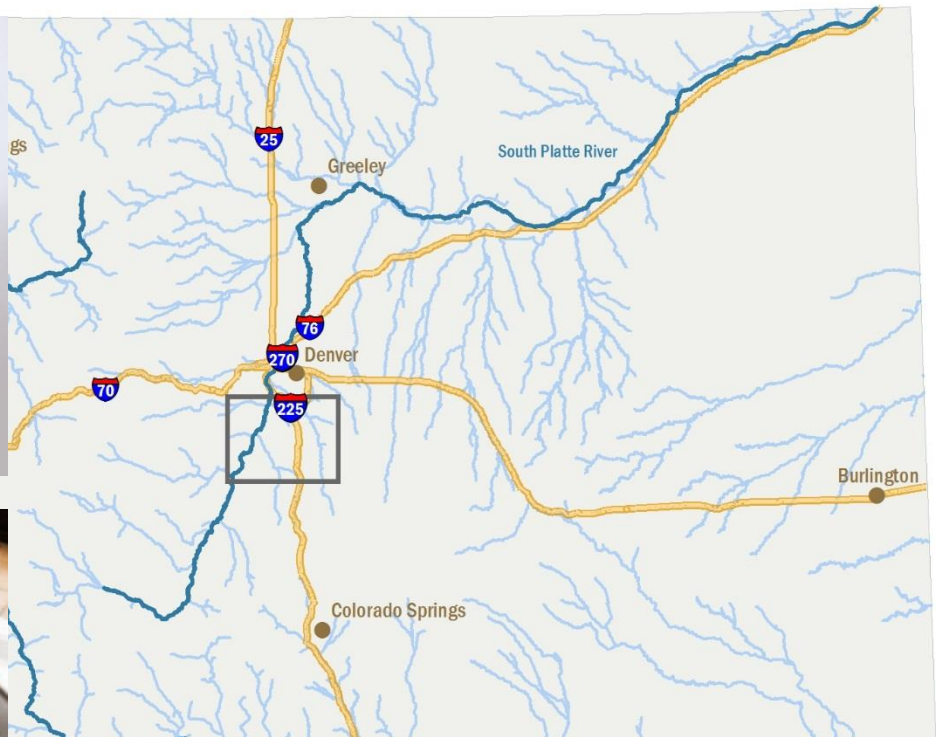 gs
25
South Platte River
Greeley
76
270
Denver
70
225
Burlington
Colorado Springs